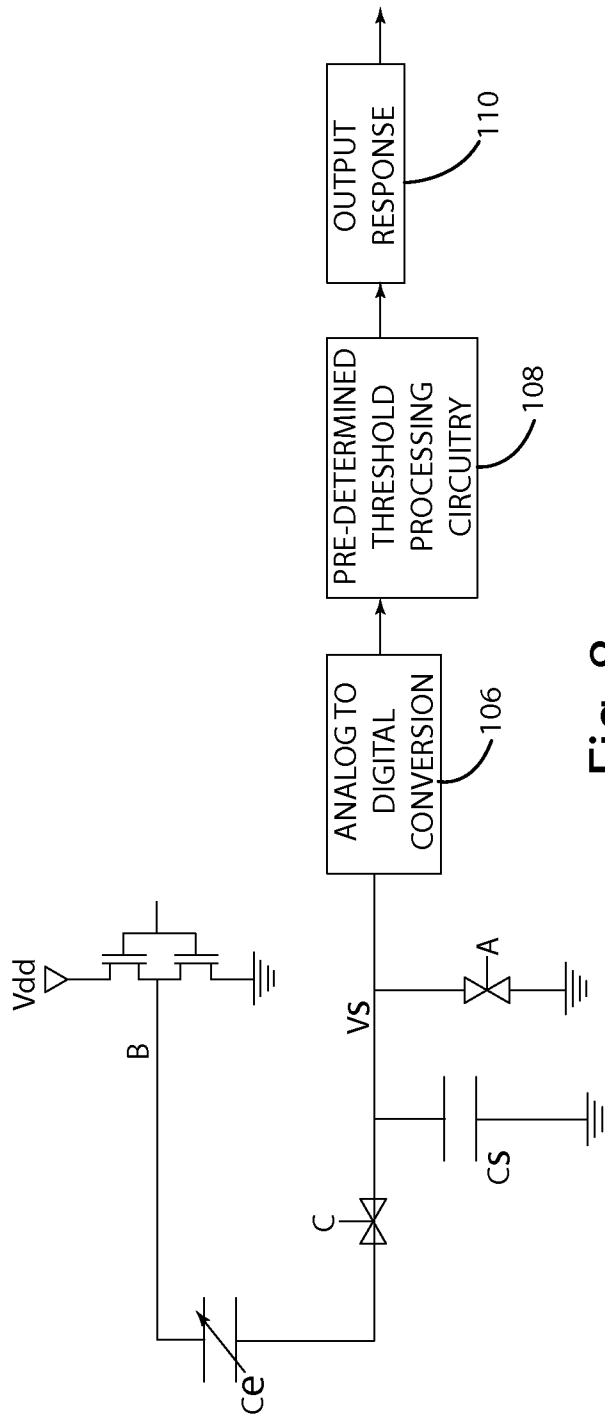 Vdd
B
Ce
C
VS
CS
A
ANALOG TO
DIGITAL
CONVERSION
106
PRE-DETERMINED
THRESHOLD
PROCESSING
CIRCUITRY
108
OUTPUT
RESPONSE
110